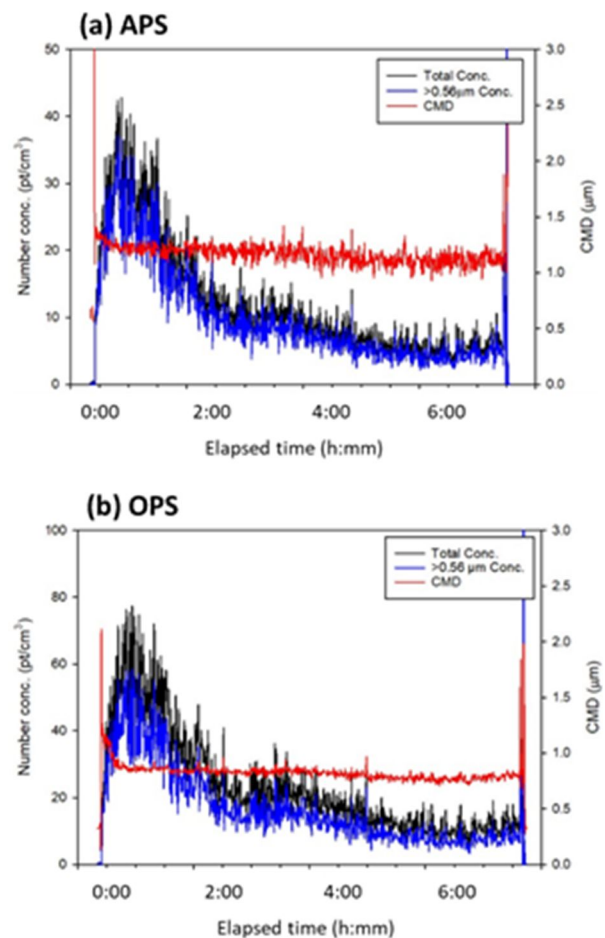 (a) APS
50
40
30
20
10
0
Number conc. (pt/cm³)
Total Conc.
>0.56μm Conc.
CMD
3.0
2.5
2.0
1.5
1.0
0.5
0.0
CMD (μm)
0:00 2:00 4:00 6:00
Elapsed time (h:mm)
(b) OPS
100
80
60
40
20
0
Number conc. (pt/cm³)
Total Conc.
>0.56 μm Conc.
CMD
3.0
2.5
2.0
1.5
1.0
0.5
0.0
CMD (μm)
0:00 2:00 4:00 6:00
Elapsed time (h:mm)